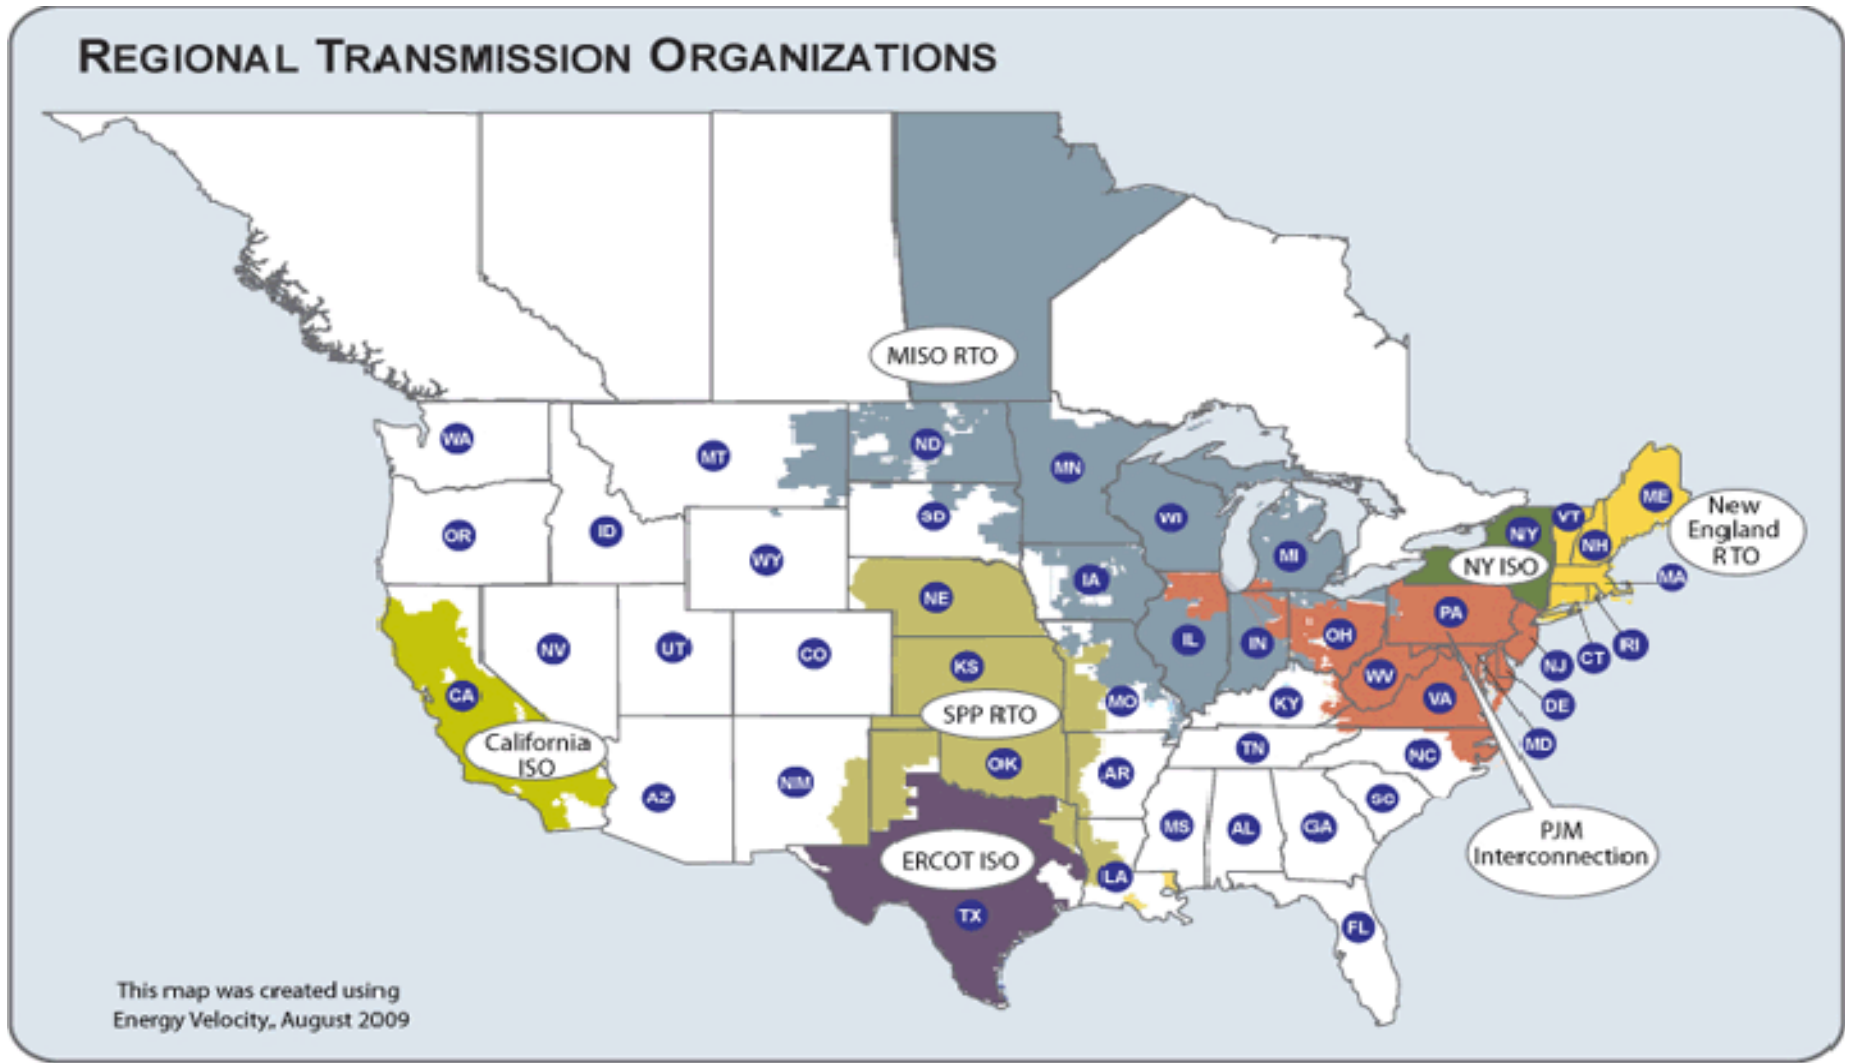 REGIONAL TRANSMISSION ORGANIZATIONS
MISO RTO
WA
MT
ND
MN
OR
ID
WY
SD
WI
MI
NY
VT
NH
ME
New
England
RTO
NY ISO
MA
NE
IA
PA
NV
UT
CO
KS
IL
IN
OH
NJ
CT
RI
CA
WV
VA
DE
MO
KY
SPP RTO
MD
California
ISO
OK
TN
NC
AZ
NM
AR
SC
MS
AL
GA
PJM
Interconnection
ERCOT ISO
LA
TX
FL
This map was created using
Energy Velocity,, August 2009